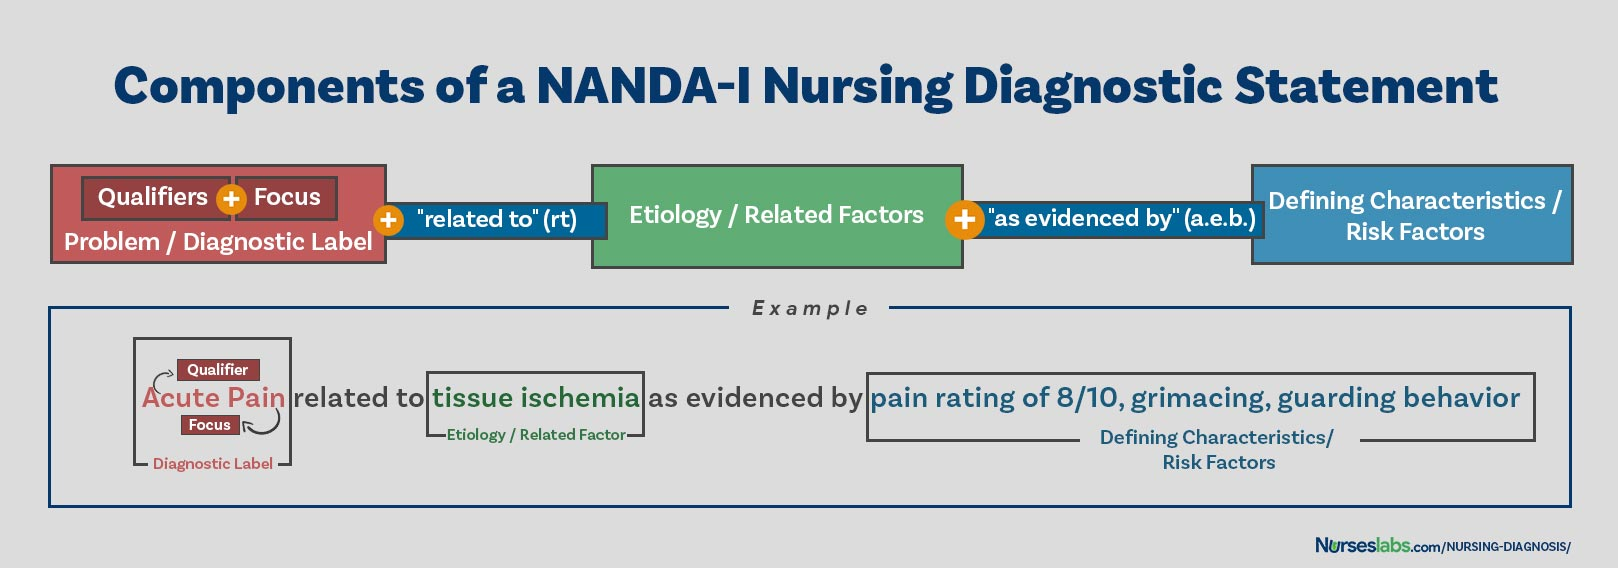 Components of a NANDA-I Nursing Diagnostic Statement
Qualifiers + Focus
Problem / Diagnostic Label
+ "related to" (rt)
Etiology / Related Factors
+ "as evidenced by" (a.e.b.)
Defining Characteristics /
Risk Factors
Example
Qualifier
Acute Pain related to tissue ischemia as evidenced by pain rating of 8/10, grimacing, guarding behavior
Focus
Diagnostic Label
Etiology / Related Factor
Defining Characteristics/
Risk Factors
Nurseslabs.com/NURSING-DIAGNOSIS/